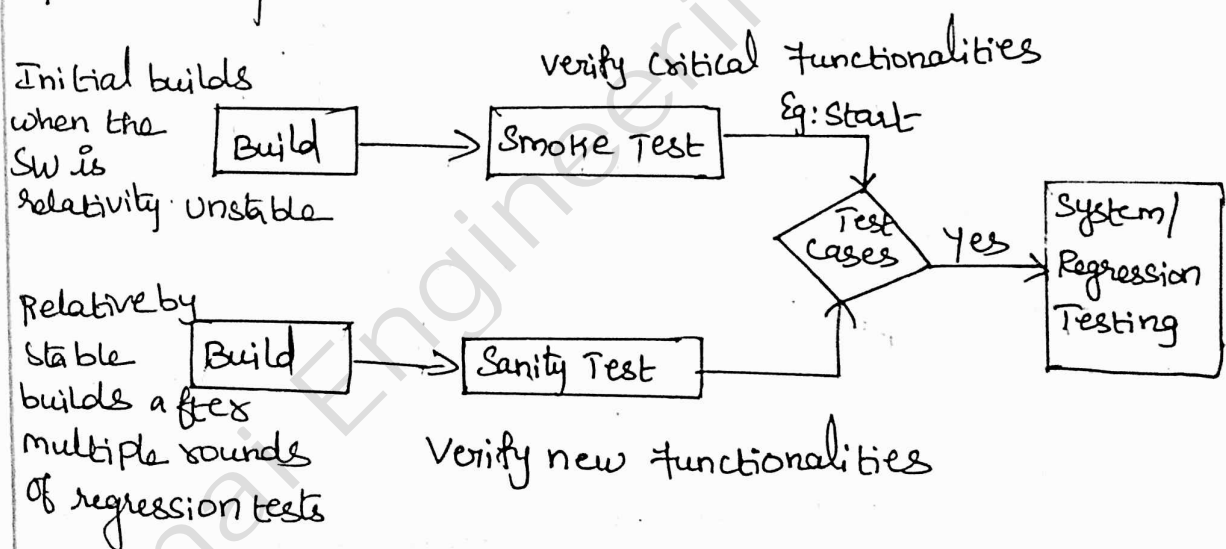 Initial builds
when the
SW is
relativity unstable
Build
Smoke Test
verify critical functionalities
Eg: Start
Test
Cases
Yes
System/
Regression
Testing
Relative by
stable
builds after
multiple rounds
of regression tests
Build
Sanity Test
Verify new functionalities